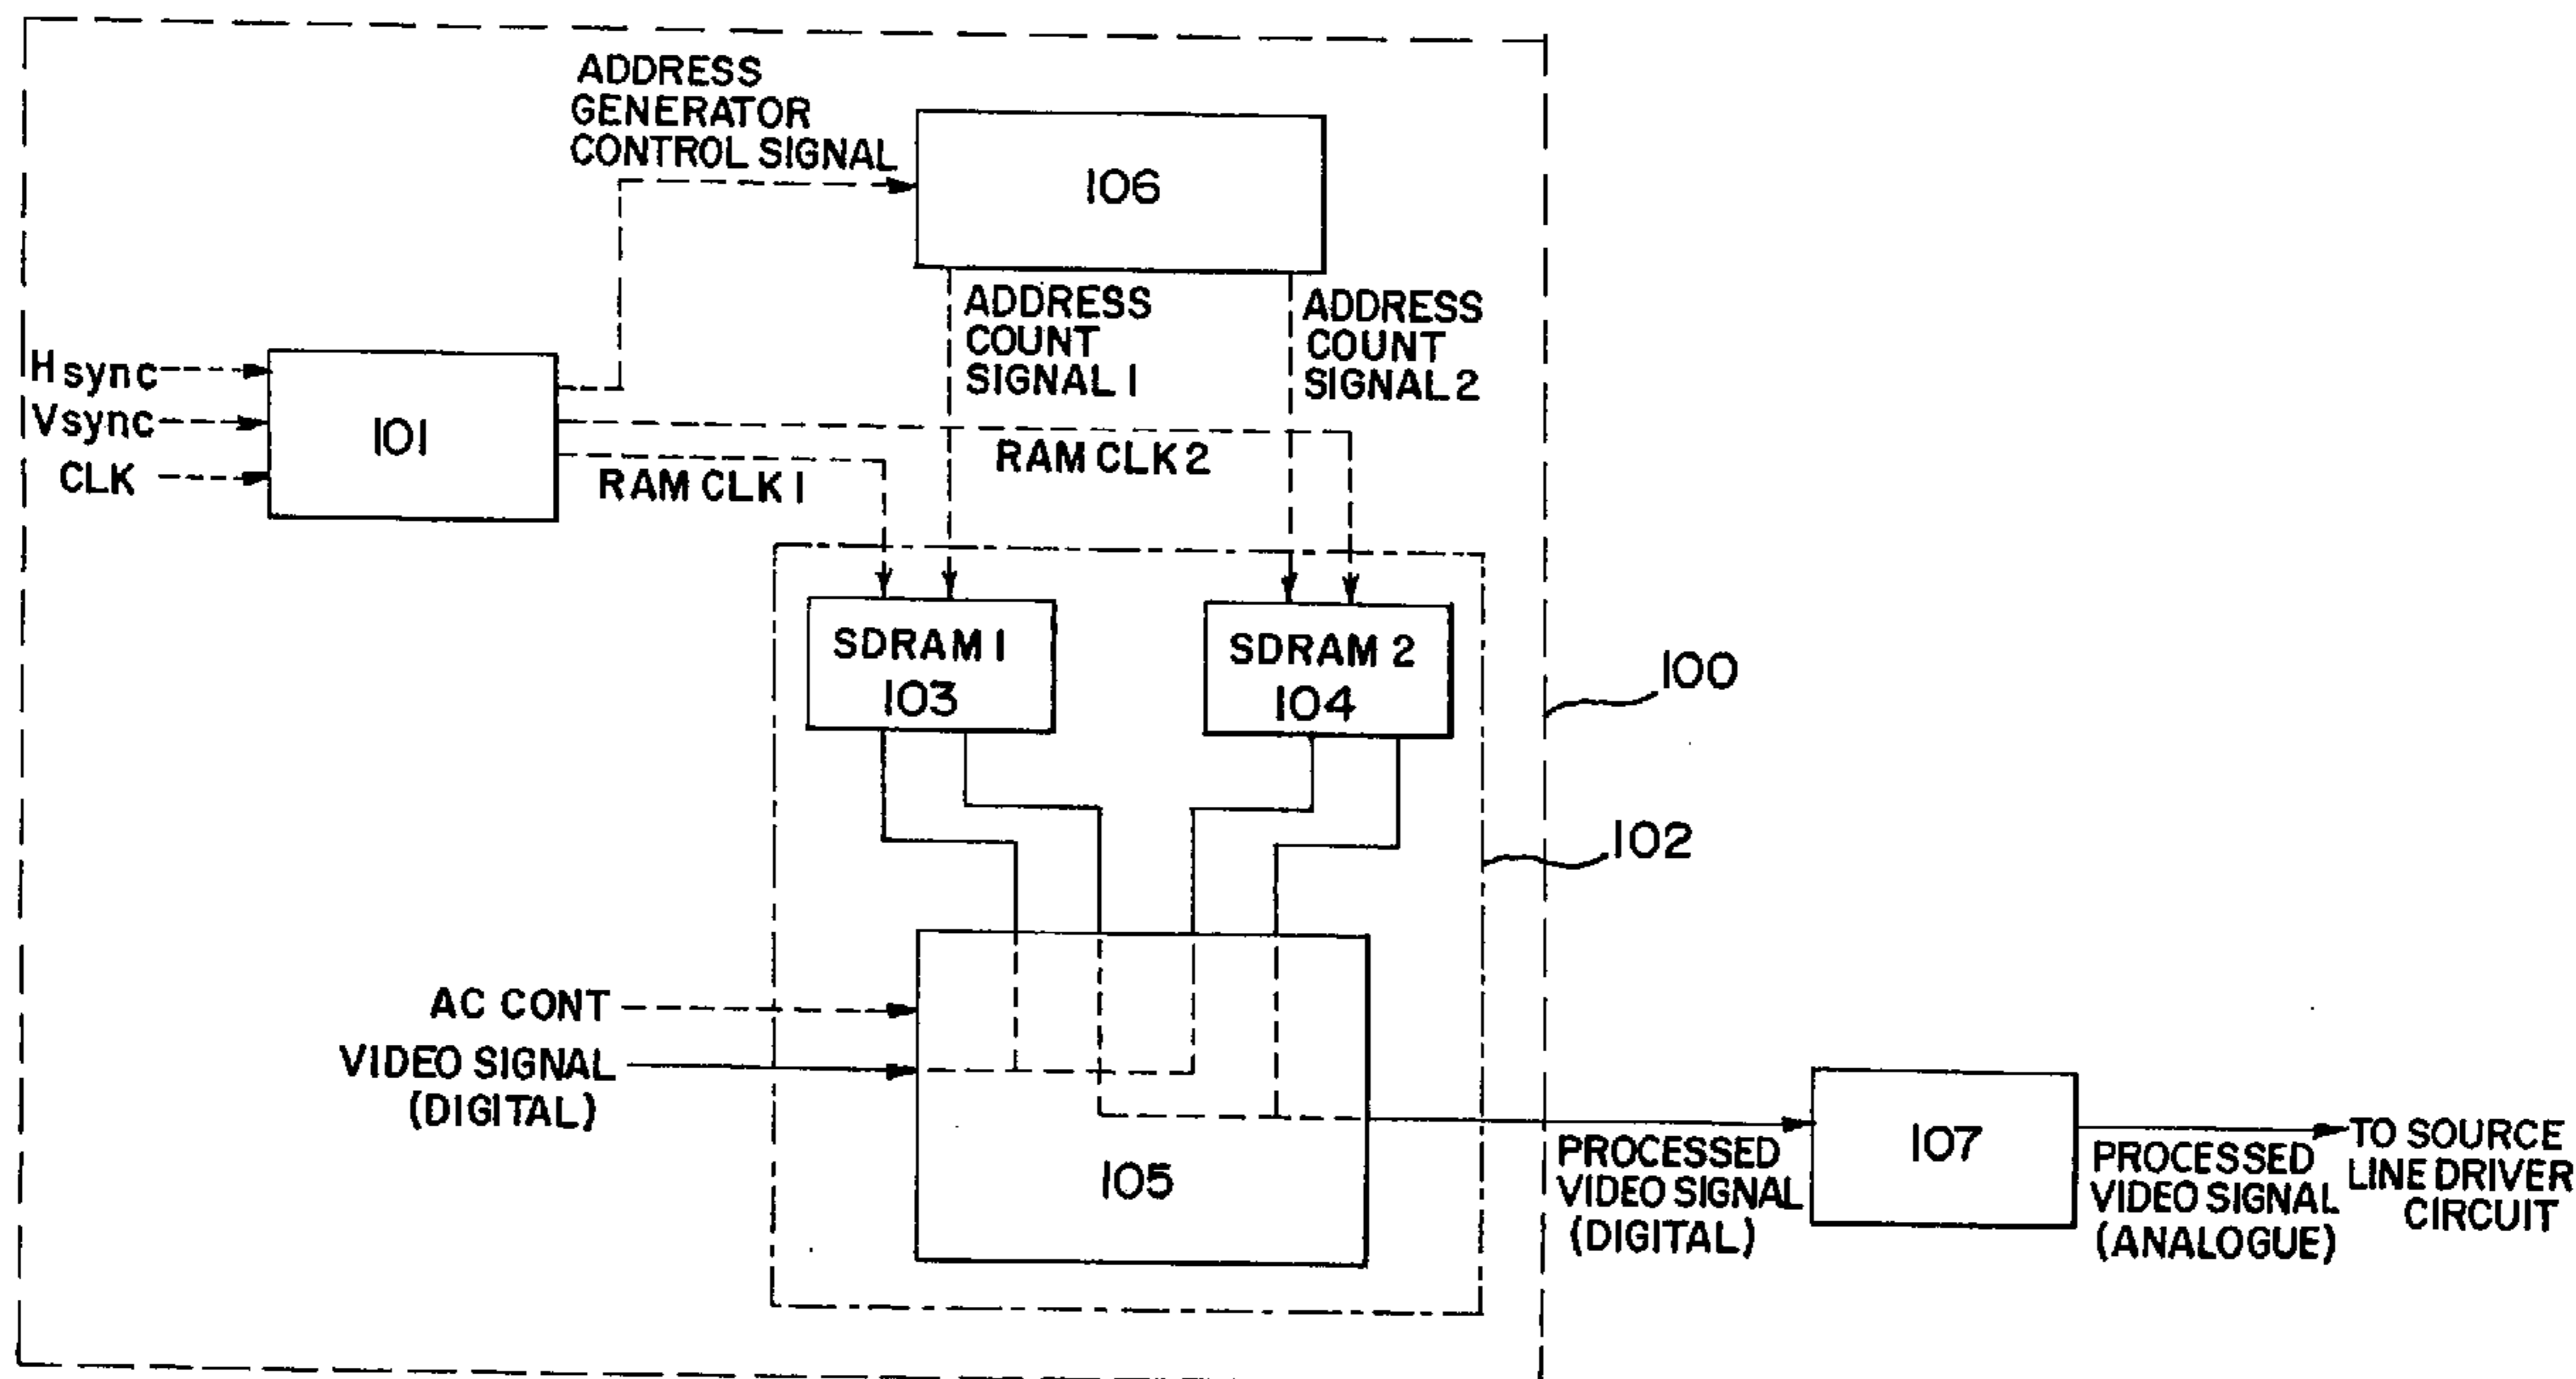 ADDRESS
GENERATOR
CONTROL SIGNAL
106
ADDRESS
COUNT
SIGNAL 1
ADDRESS
COUNT
SIGNAL 2
Hsync
Vsync
CLK
101
RAM CLK 1
RAM CLK 2
SDRAM 1
103
SDRAM 2
104
100
102
AC CONT
VIDEO SIGNAL
(DIGITAL)
105
PROCESSED
VIDEO SIGNAL
(DIGITAL)
107
PROCESSED
VIDEO SIGNAL
(ANALOGUE)
TO SOURCE
LINE DRIVER
CIRCUIT